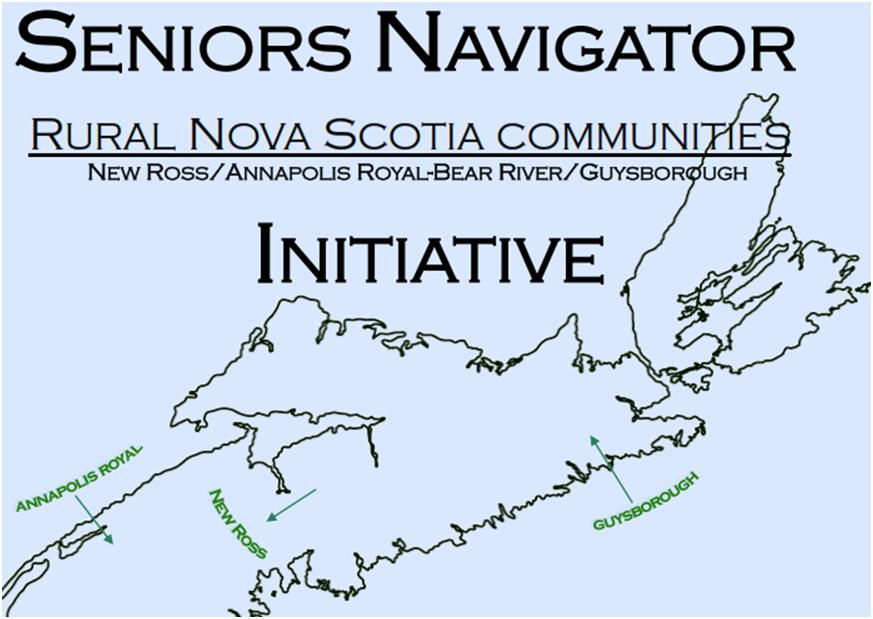 Seniors Navigator
Rural Nova Scotia communities
New Ross/Annapolis Royal-Bear River/Guysborough
Initiative
Annapolis Royal
New Ross
Guysborough